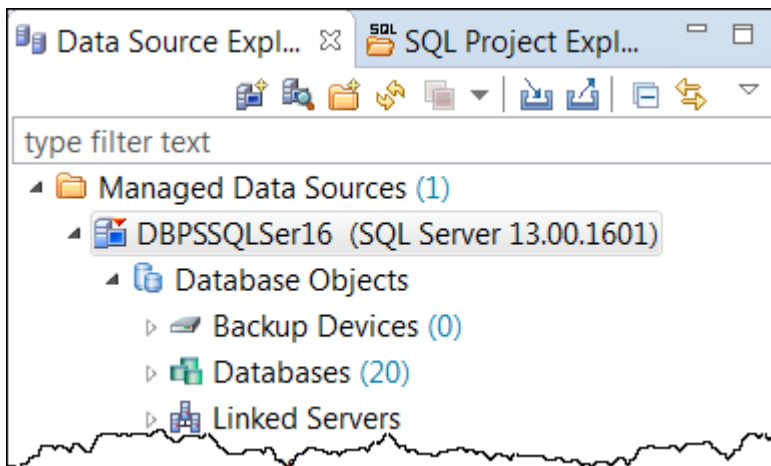 Data Source Expl... SQL SQL Project Expl...
type filter text
Managed Data Sources (1)
DBPSSQLSer16 (SQL Server 13.00.1601)
Database Objects
Backup Devices (0)
Databases (20)
Linked Servers